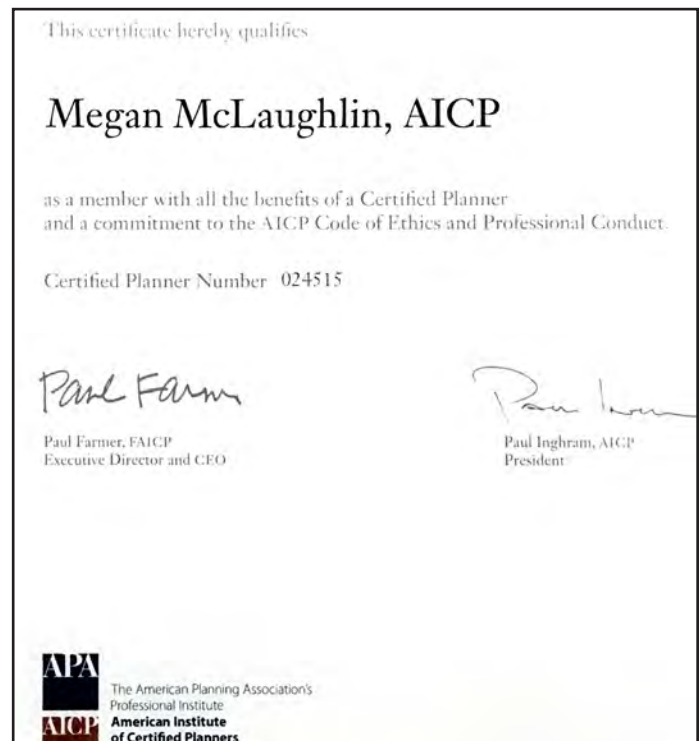 This certificate hereby qualifies
Megan McLaughlin, AICP
as a member with all the benefits of a Certified Planner
and a commitment to the AICP Code of Ethics and Professional Conduct.
Certified Planner Number 024515
Paul Farmer
Paul Farmer, FAICP
Executive Director and CEO
Paul Inghram
Paul Inghram, AICP
President
APA
The American Planning Association's
Professional Institute
AICP
American Institute
of Certified Planners